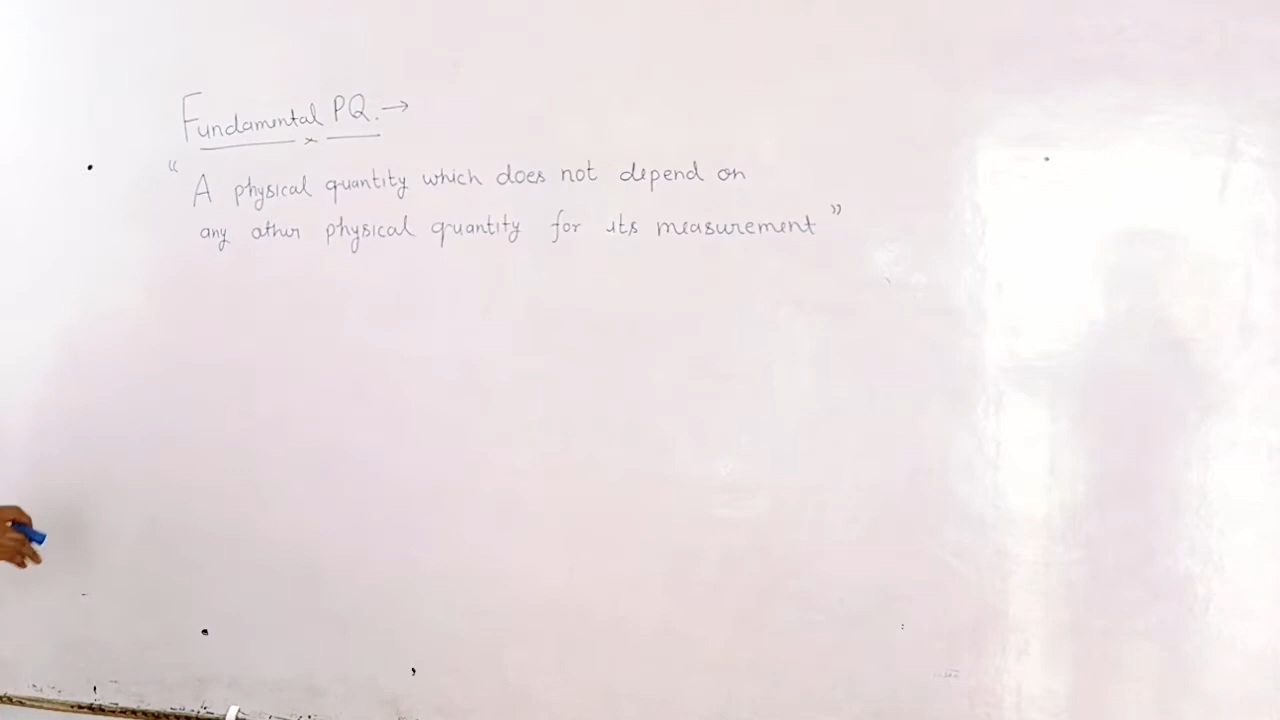 Fundamental PQ. →
“ A physical quantity which does not depend on
any other physical quantity for its measurement ”